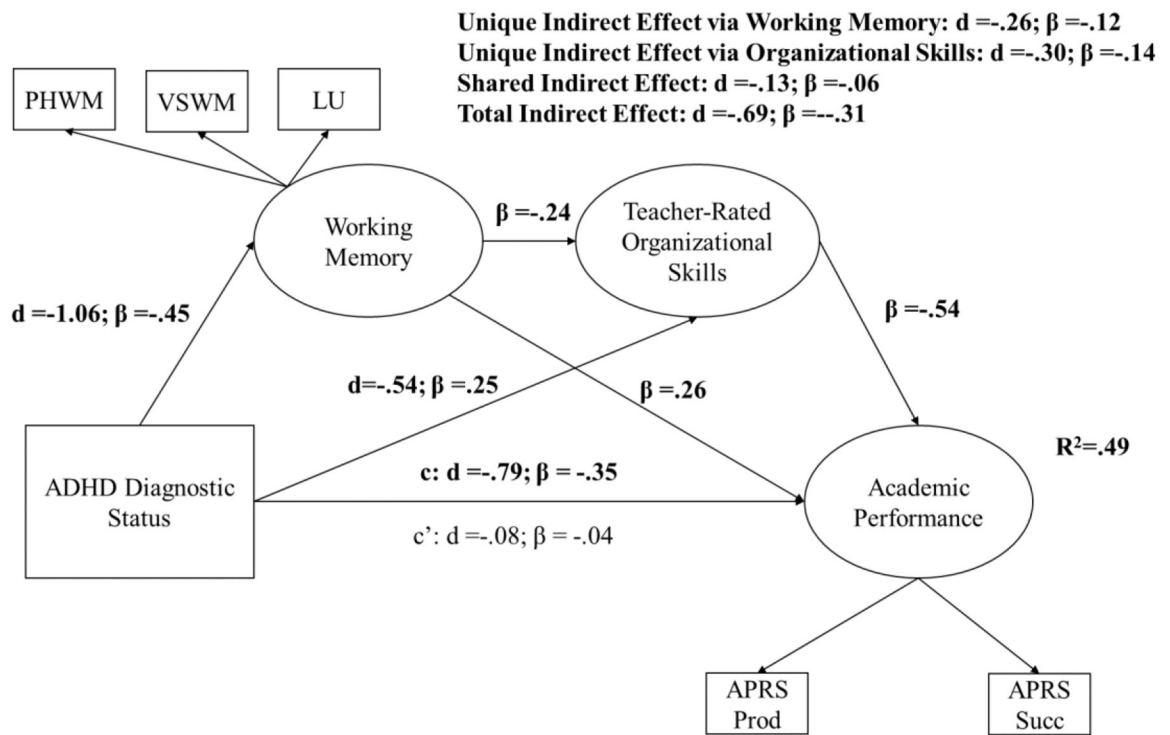 Unique Indirect Effect via Working Memory: d =-.26; β =-.12
Unique Indirect Effect via Organizational Skills: d =-.30; β =-.14
Shared Indirect Effect: d =-.13; β =-.06
Total Indirect Effect: d =-.69; β =--.31
PHWM
VSWM
LU
Working
Memory
β =-.24
Teacher-Rated
Organizational
Skills
d =-1.06; β =-.45
β =-.54
d=-.54; β =.25
β =.26
ADHD Diagnostic
Status
c: d =-.79; β = -.35
c’: d =-.08; β = -.04
Academic
Performance
R²=.49
APRS
Prod
APRS
Succ